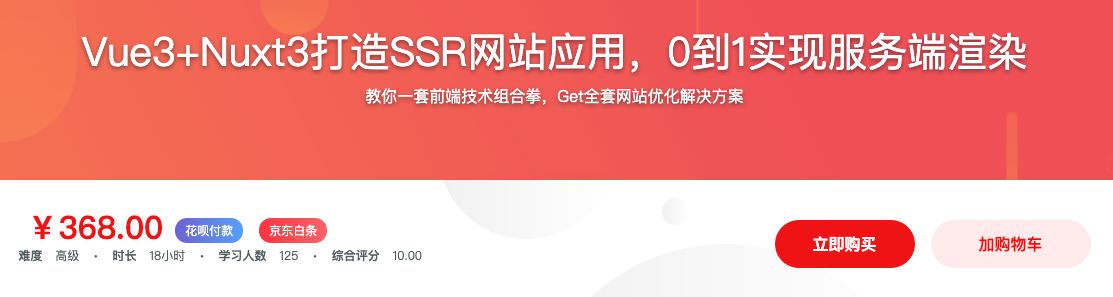 Vue3+Nuxt3打造SSR网站应用，0到1实现服务端渲染
教你一套前端技术组合拳，Get全套网站优化解决方案
￥368.00 花呗付款 京东白条
难度 高级 · 时长 18小时 · 学习人数 125 · 综合评分 10.00
立即购买 加购物车